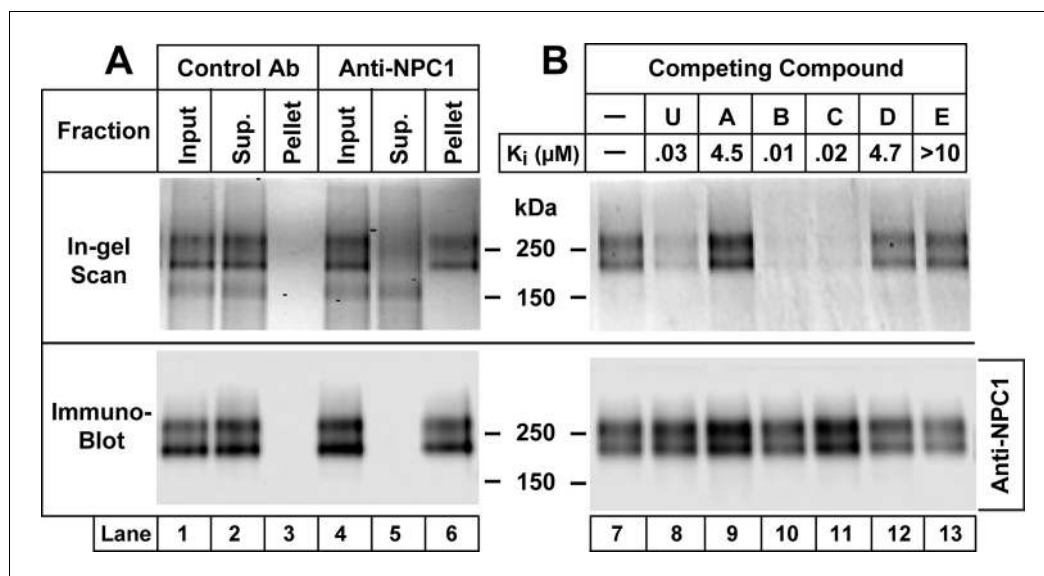 A
Control Ab Anti-NPC1
Fraction Input Sup. Pellet Input Sup. Pellet
In-gel
Scan
Immuno-
Blot
Lane 1 2 3 4 5 6
B
Competing Compound
– U A B C D E
Ki (µM) – .03 4.5 .01 .02 4.7 >10
kDa
– 250 –
– 150 –
– 250 –
– 150 –
Anti-NPC1
7 8 9 10 11 12 13